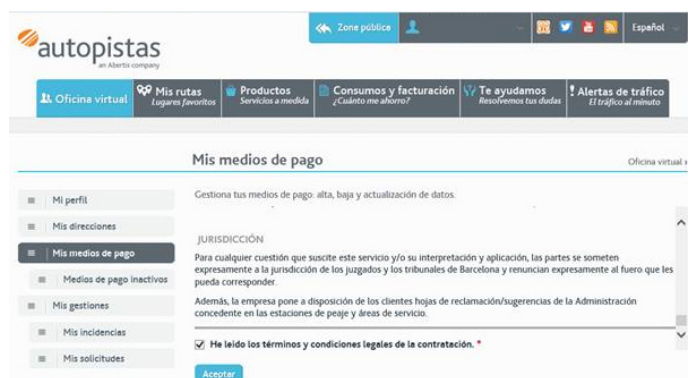 Zone pública
Español
autopistas
an Abertis company
Oficina virtual
Mis rutas
Lugares favoritos
Productos
Servicios a medida
Consumos y facturación
¿Cuánto me ahorro?
Te ayudamos
Resolvemos tus dudas
Alertas de tráfico
El tráfico al minuto
Mis medios de pago
Oficina virtual
Mi perfil
Mis direcciones
Mis medios de pago
Medios de pago inactivos
Mis gestiones
Mis incidencias
Mis solicitudes
Gestiona tus medios de pago: alta, baja y actualización de datos.
JURISDICCIÓN
Para cualquier cuestión que suscite este servicio y/o su interpretación y aplicación, las partes se someten
expresamente a la jurisdicción de los juzgados y los tribunales de Barcelona y renuncian expresamente al fuero que les
pueda corresponder.
Además, la empresa pone a disposición de los clientes hojas de reclamación/sugerencias de la Administración
concedente en las estaciones de peaje y áreas de servicio.
He leído los términos y condiciones legales de la contratación. *
Aceptar